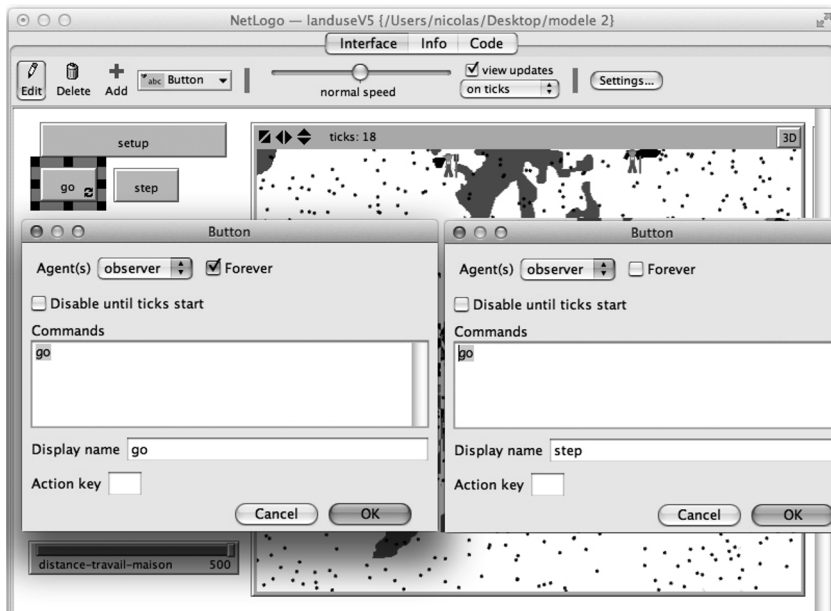 NetLogo — landuseV5 {/Users/nicolas/Desktop/modele 2}
Interface Info Code
Edit Delete Add abc Button normal speed view updates on ticks Settings...
setup
ticks: 18 3D
go step
Button
Agent(s) observer Forever
Disable until ticks start
Commands
go
Display name go
Action key
Cancel OK
Button
Agent(s) observer Forever
Disable until ticks start
Commands
go
Display name step
Action key
Cancel OK
distance-travail-maison 500